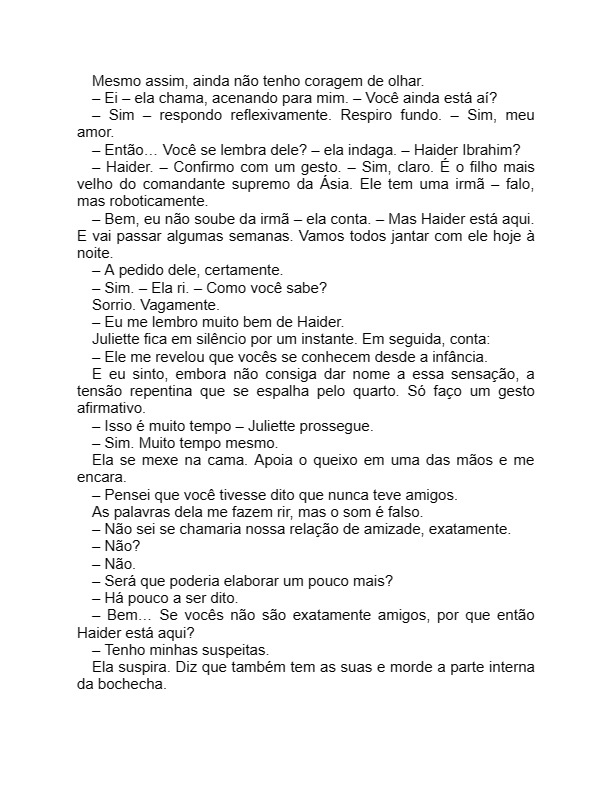 Mesmo assim, ainda não tenho coragem de olhar.
– Ei – ela chama, acenando para mim. – Você ainda está aí?
– Sim – respondo reflexivamente. Respiro fundo. – Sim, meu
amor.
– Então… Você se lembra dele? – ela indaga. – Haider Ibrahim?
– Haider. – Confirmo com um gesto. – Sim, claro. É o filho mais
velho do comandante supremo da Ásia. Ele tem uma irmã – falo,
mas roboticamente.
– Bem, eu não soube da irmã – ela conta. – Mas Haider está aqui.
E vai passar algumas semanas. Vamos todos jantar com ele hoje à
noite.
– A pedido dele, certamente.
– Sim. – Ela ri. – Como você sabe?
Sorrio. Vagamente.
– Eu me lembro muito bem de Haider.
Juliette fica em silêncio por um instante. Em seguida, conta:
– Ele me revelou que vocês se conhecem desde a infância.
E eu sinto, embora não consiga dar nome a essa sensação, a
tensão repentina que se espalha pelo quarto. Só faço um gesto
afirmativo.
– Isso é muito tempo – Juliette prossegue.
– Sim. Muito tempo mesmo.
Ela se mexe na cama. Apoia o queixo em uma das mãos e me
encara.
– Pensei que você tivesse dito que nunca teve amigos.
As palavras dela me fazem rir, mas o som é falso.
– Não sei se chamaria nossa relação de amizade, exatamente.
– Não?
– Não.
– Será que poderia elaborar um pouco mais?
– Há pouco a ser dito.
– Bem… Se vocês não são exatamente amigos, por que então
Haider está aqui?
– Tenho minhas suspeitas.
Ela suspira. Diz que também tem as suas e morde a parte interna
da bochecha.